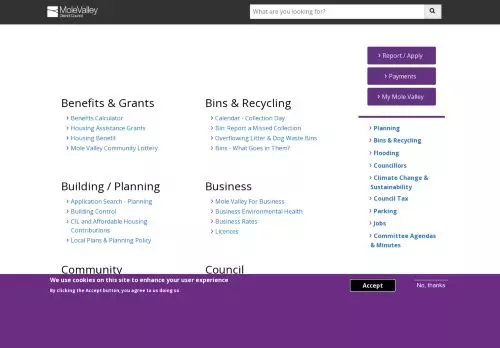 MoleValley
District Council
What are you looking for?
Report / Apply
Payments
My Mole Valley
Benefits & Grants
Benefits Calculator
Housing Assistance Grants
Housing Benefit
Mole Valley Community Lottery
Bins & Recycling
Calendar - Collection Day
Bin: Report a Missed Collection
Overflowing Litter & Dog Waste Bins
Bins - What Goes in Them?
Building / Planning
Application Search - Planning
Building Control
CIL and Affordable Housing
Contributions
Local Plans & Planning Policy
Business
Mole Valley For Business
Business Environmental Health
Business Rates
Licences
Planning
Bins & Recycling
Flooding
Councillors
Climate Change &
Sustainability
Council Tax
Parking
Jobs
Committee Agendas
& Minutes
Community
Council
We use cookies on this site to enhance your user experience
By clicking the Accept button, you agree to us doing so.
Accept
No, thanks